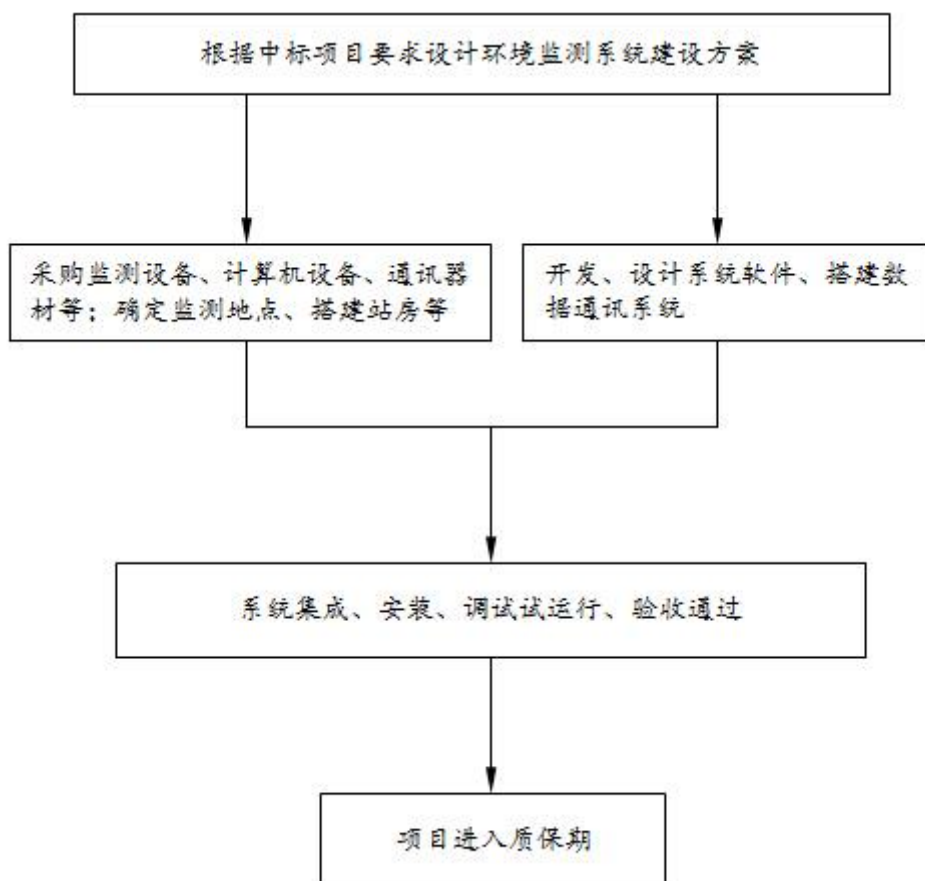 根据中标项目要求设计环境监测系统建设方案
采购监测设备、计算机设备、通讯器
材等；确定监测地点、搭建站房等
开发、设计系统软件、搭建数
据通讯系统
系统集成、安装、调试试运行、验收通过
项目进入质保期